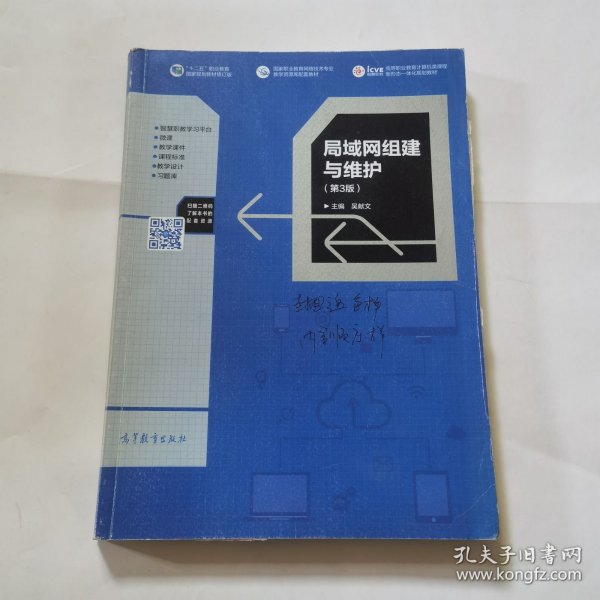 "十二五"职业教育
国家规划教材修订版
国家职业教育网络技术专业
教学资源库配套教材
icve
智慧职教
高等职业教育计算机类课程
新形态一体化规划教材
智慧职教学习平台
微课
教学课件
课程标准
教学设计
习题库
扫描二维码
了解本书的
配套资源
局域网组建
与维护
(第3版)
▶主编 吴献文
高等教育出版社
孔夫子旧书网
www.kongfz.com